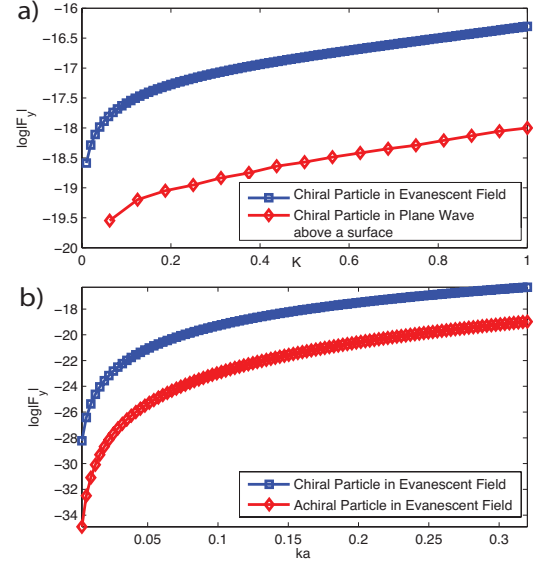 a)
-16
-16.5
-17
-17.5
-18
-18.5
-19
-19.5
-20
log|F_y|
Chiral Particle in Evanescent Field
Chiral Particle in Plane Wave
above a surface
0 0.2 0.4 0.6 0.8 1
K
b)
-18
-20
-22
-24
-26
-28
-30
-32
-34
log|F_y|
Chiral Particle in Evanescent Field
Achiral Particle in Evanescent Field
0.05 0.1 0.15 0.2 0.25 0.3
ka